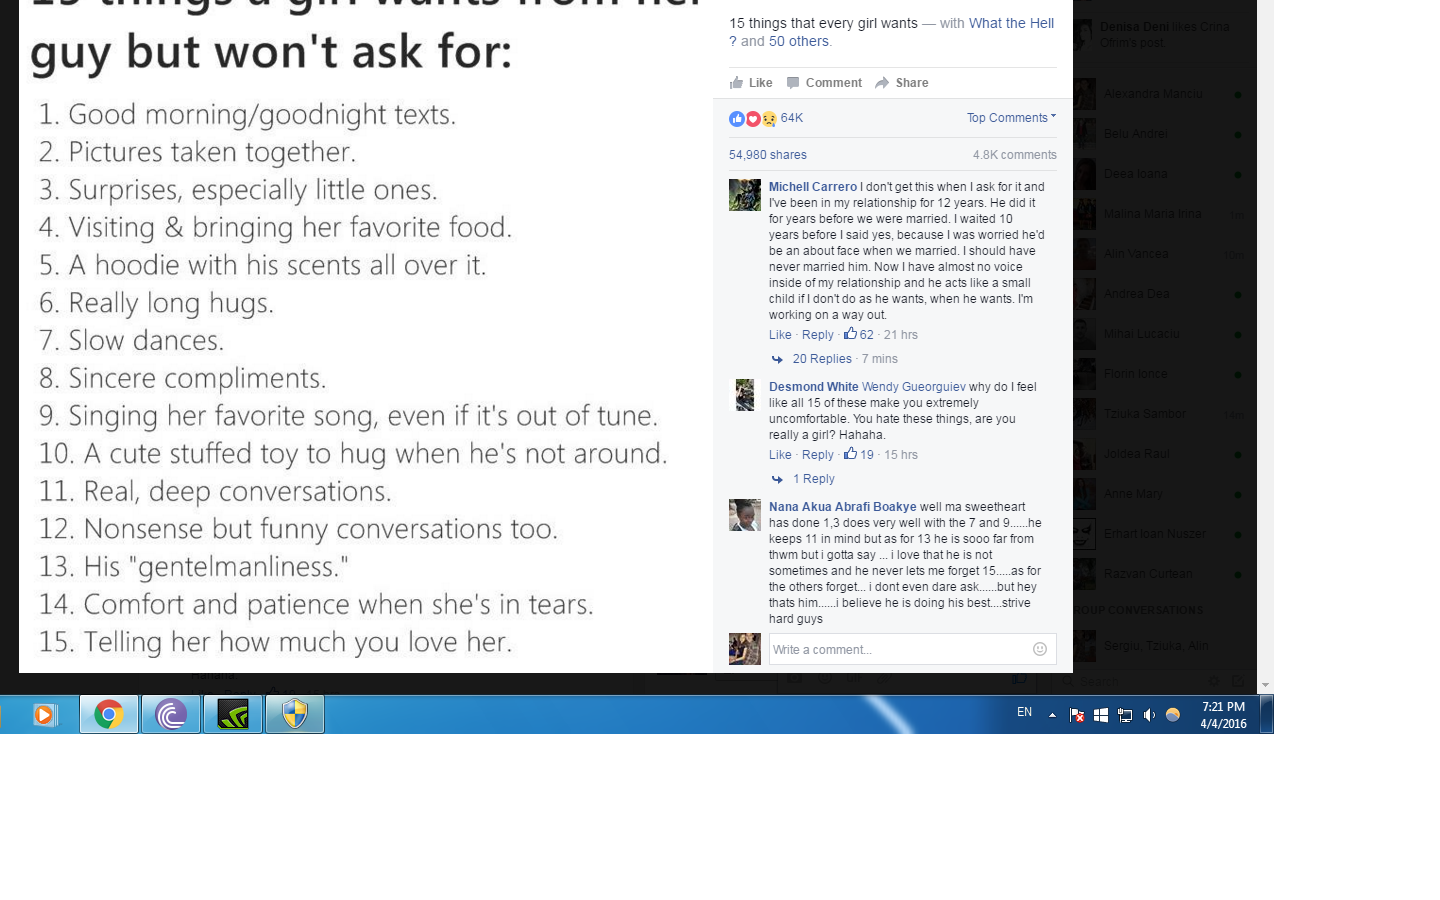 15 things a girl wants from her
guy but won't ask for:
1. Good morning/goodnight texts.
2. Pictures taken together.
3. Surprises, especially little ones.
4. Visiting & bringing her favorite food.
5. A hoodie with his scents all over it.
6. Really long hugs.
7. Slow dances.
8. Sincere compliments.
9. Singing her favorite song, even if it's out of tune.
10. A cute stuffed toy to hug when he's not around.
11. Real, deep conversations.
12. Nonsense but funny conversations too.
13. His "gentelmanliness."
14. Comfort and patience when she's in tears.
15. Telling her how much you love her.
15 things that every girl wants — with What the Hell
? and 50 others.
Like Comment Share
64K Top Comments
54,980 shares 4.8K comments
Michell Carrero I don't get this when I ask for it and
I've been in my relationship for 12 years. He did it
for years before we were married. I waited 10
years before I said yes, because I was worried he'd
be an about face when we married. I should have
never married him. Now I have almost no voice
inside of my relationship and he acts like a small
child if I don't do as he wants, when he wants. I'm
working on a way out.
Like · Reply · 62 · 21 hrs
20 Replies · 7 mins
Desmond White Wendy Gueorguiev why do I feel
like all 15 of these make you extremely
uncomfortable. You hate these things, are you
really a girl? Hahaha.
Like · Reply · 19 · 15 hrs
1 Reply
Nana Akua Abrafi Boakye well ma sweetheart
has done 1,3 does very well with the 7 and 9......he
keeps 11 in mind but as for 13 he is sooo far from
thwm but i gotta say ... i love that he is not
sometimes and he never lets me forget 15.....as for
the others forget... i dont even dare ask......but hey
thats him......i believe he is doing his best....strive
hard guys
Write a comment...
Denisa Deni likes Crina
Ofrim's post.
Alexandra Manciu
Belu Andrei
Deea Ioana
Malina Maria Irina
Alin Vancea
Andrea Dea
Mihai Lucaciu
Florin Ionce
Tziuka Sambor
Joldea Raul
Anne Mary
Erhart Ioan Nuszer
Razvan Curtean
GROUP CONVERSATIONS
Sergiu, Tziuka, Alin
Search
Hahaha.
EN
7:21 PM
4/4/2016